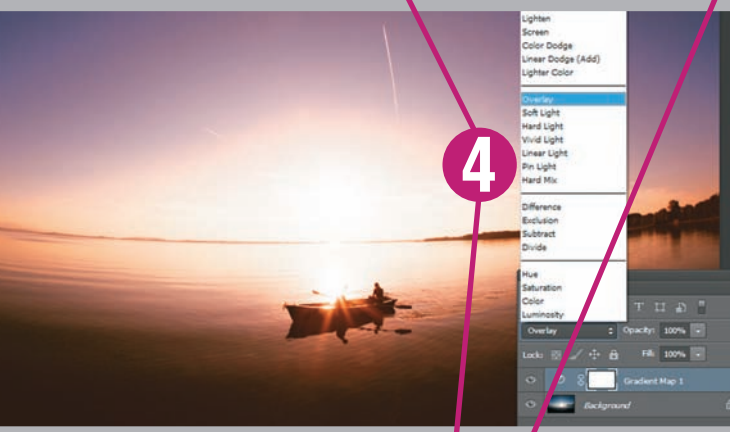 Lighten
Screen
Color Dodge
Linear Dodge (Add)
Lighter Color
Overlay
Soft Light
Hard Light
Vivid Light
Linear Light
Pin Light
Hard Mix
Difference
Exclusion
Subtract
Divide
Hue
Saturation
Color
Luminosity
4
Overlay Opacity: 100%
Lock: Fill: 100%
Gradient Map 1
Background